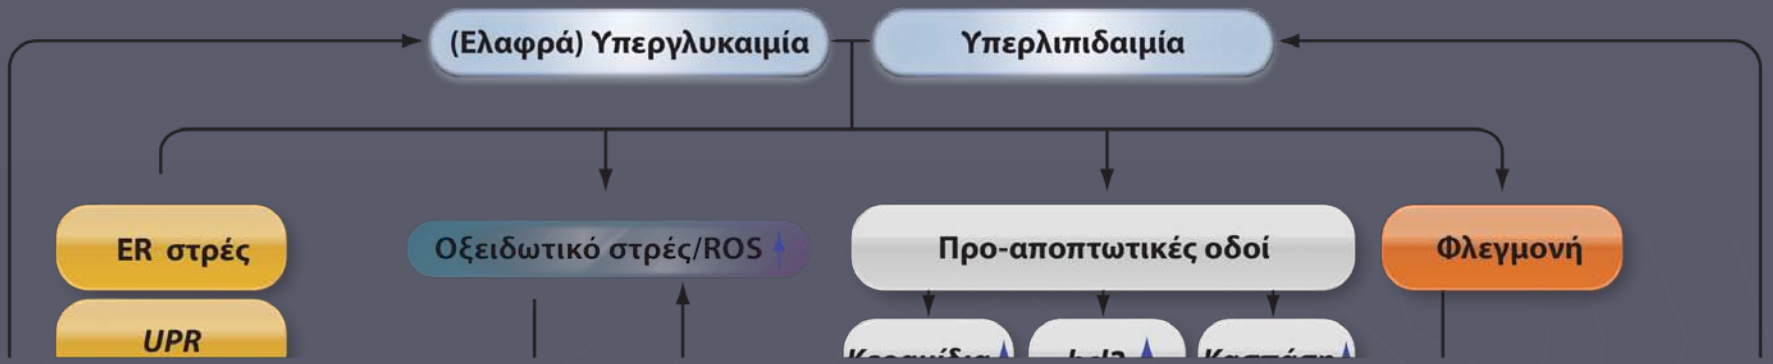 (Ελαφρά) Υπεργλυκαιμία
Υπερλιπιδαιμία
ER στρές
Οξειδωτικό στρές/ROS
Προ-αποπτωτικές οδοί
Φλεγμονή
UPR